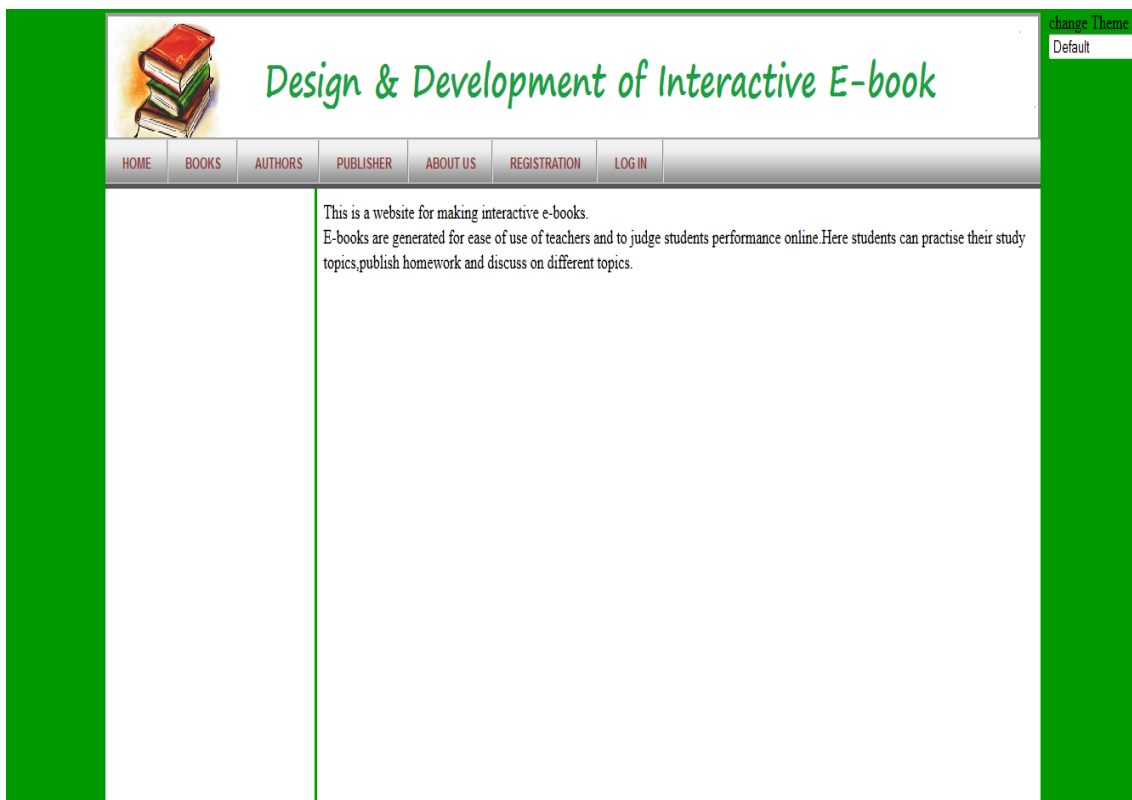 change Theme
Default
Design & Development of Interactive E-book
HOME BOOKS AUTHORS PUBLISHER ABOUT US REGISTRATION LOG IN
This is a website for making interactive e-books.
E-books are generated for ease of use of teachers and to judge students performance online.Here students can practise their study
topics,publish homework and discuss on different topics.